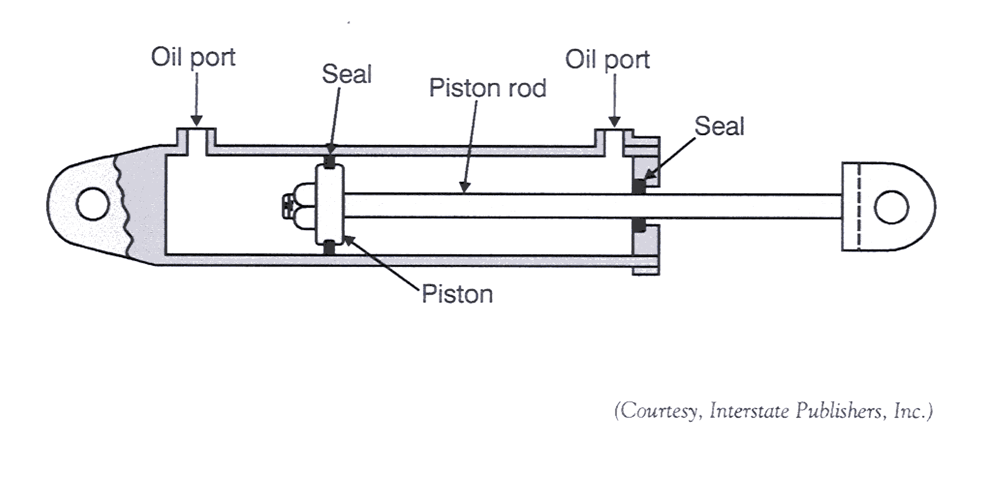 Oil port
Oil port
Seal
Piston rod
Seal
Piston
(Courtesy, Interstate Publishers, Inc.)